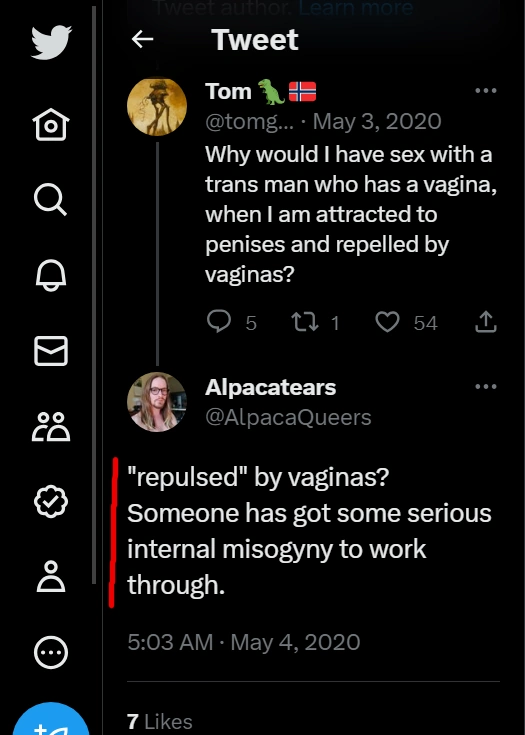 Tweet author. Learn more
Tweet
Tom 🦖🇳🇴
@tomg... · May 3, 2020
Why would I have sex with a
trans man who has a vagina,
when I am attracted to
penises and repelled by
vaginas?
5 1 54
Alpacatears
@AlpacaQueers
"repulsed" by vaginas?
Someone has got some serious
internal misogyny to work
through.
5:03 AM · May 4, 2020
7 Likes